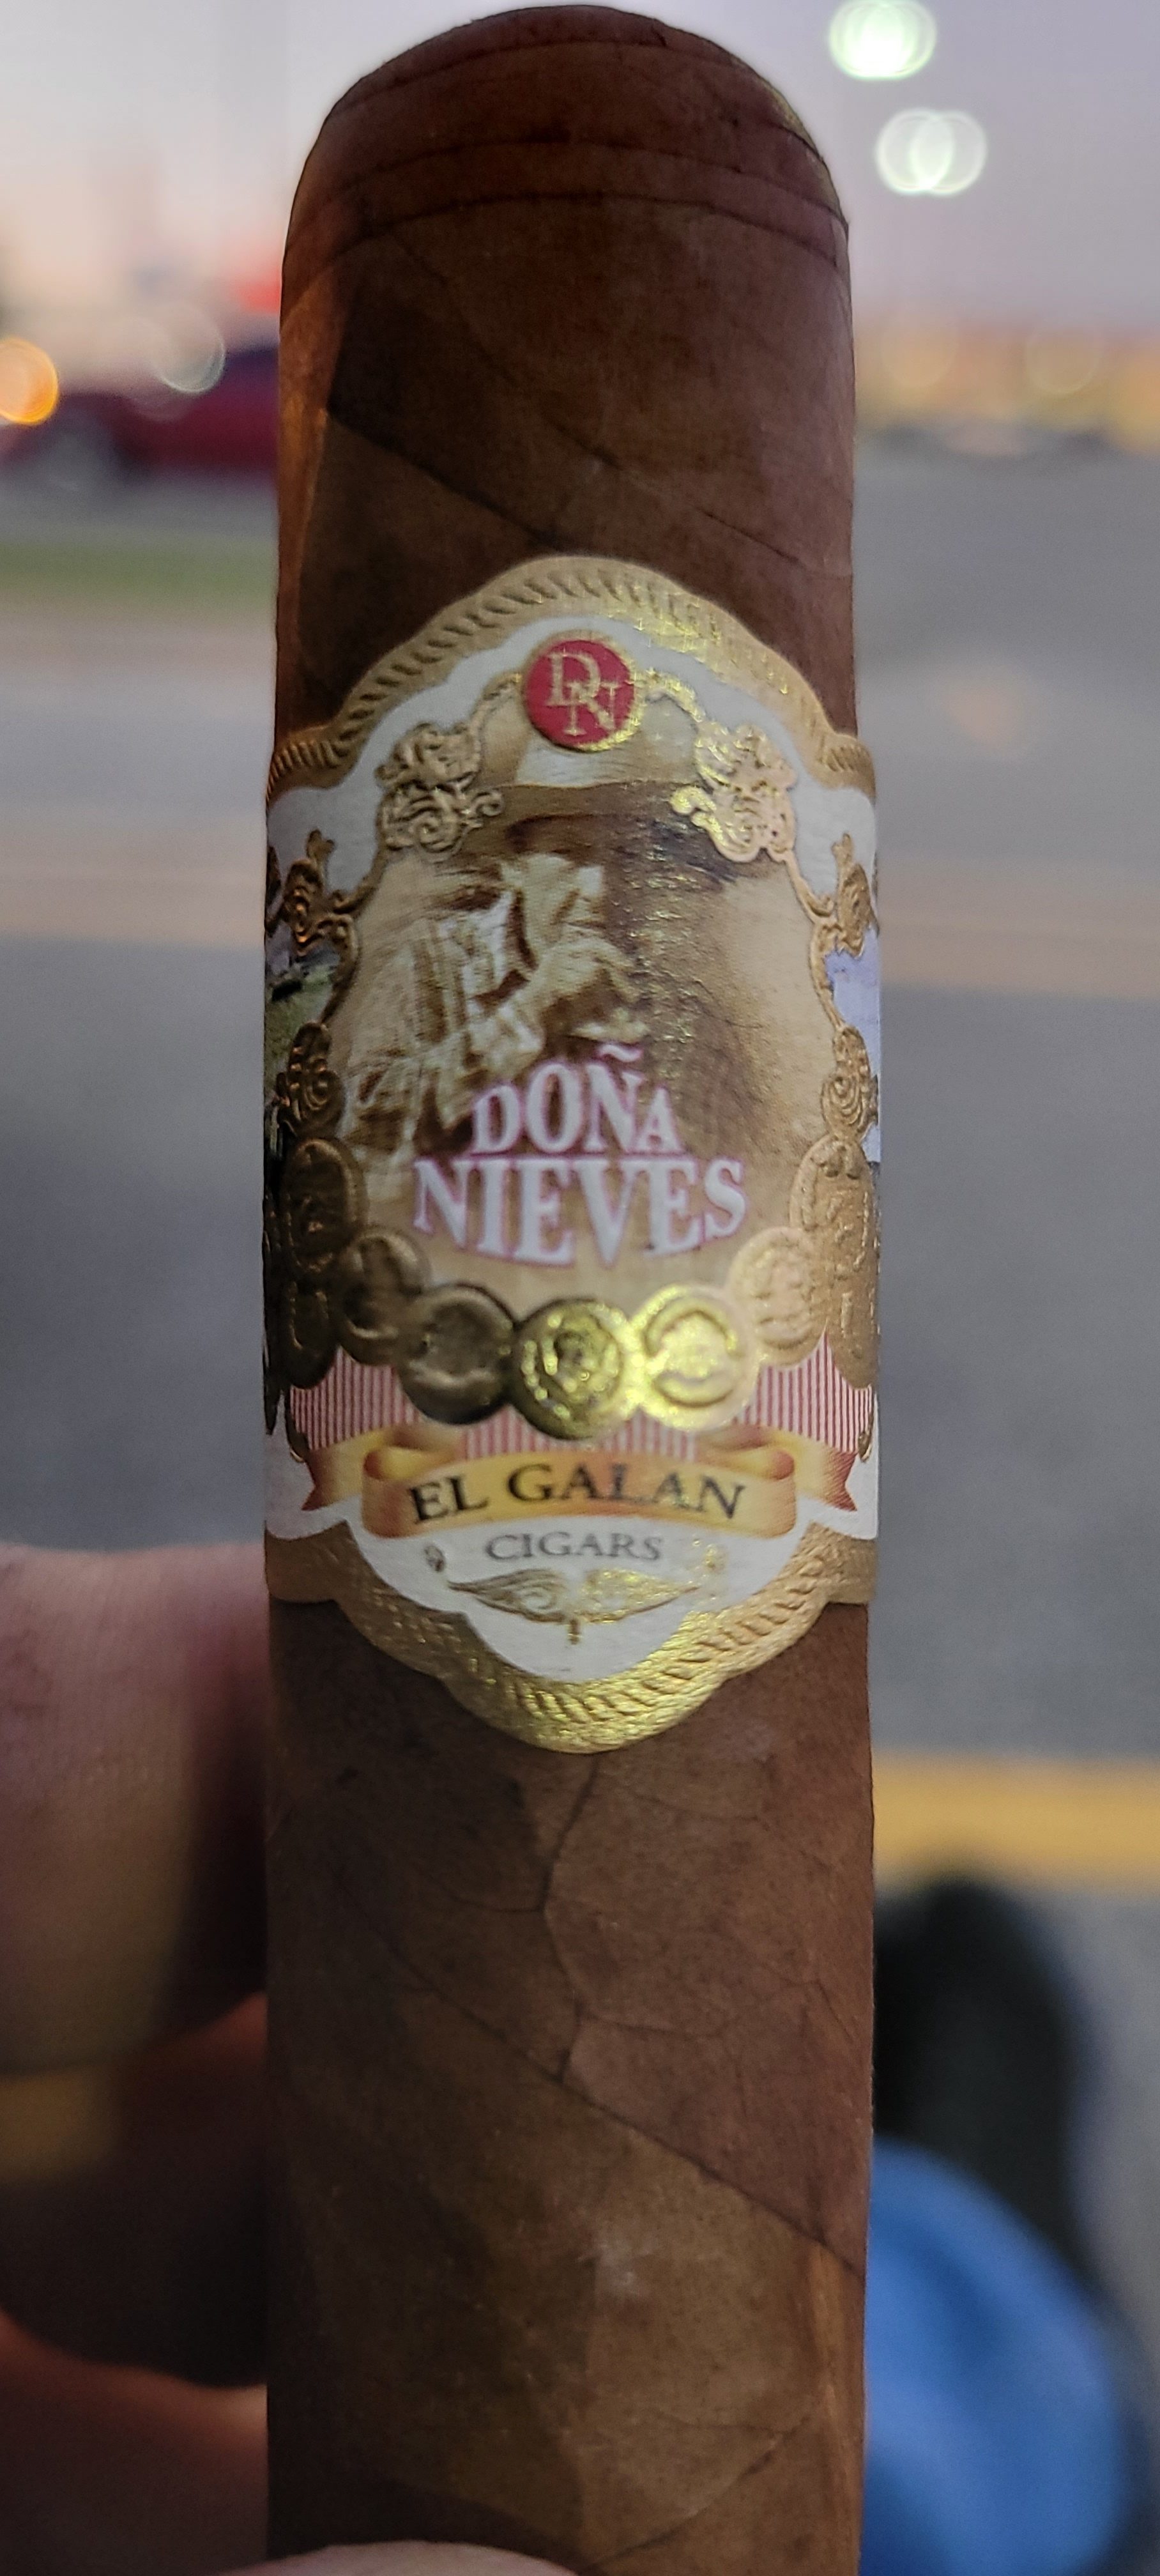 DN
DOÑA
NIEVES
EL GALAN
CIGARS